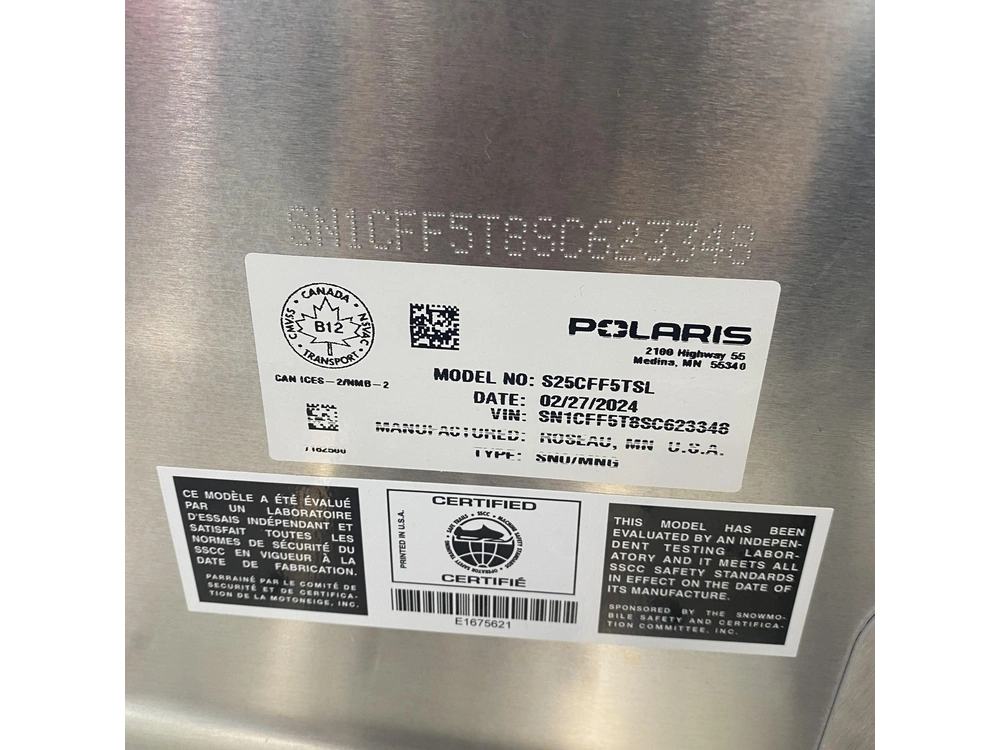 SN1CFF5T8SC623348
CANADA
CMVSS
NSVAC
B12
TRANSPORT
CAN ICES-2/NMB-2
POLARIS
2100 Highway 55
Medina, MN 55340
MODEL NO: S25CFF5TSL
DATE: 02/27/2024
VIN: SN1CFF5T8SC623348
MANUFACTURED: ROSEAU, MN U.S.A.
TYPE: SNO/MNG
CE MODÈLE A ÉTÉ ÉVALUÉ
PAR UN LABORATOIRE
D'ESSAIS INDÉPENDANT ET
SATISFAIT TOUTES LES
NORMES DE SÉCURITÉ DU
SSCC EN VIGUEUR À LA
DATE DE FABRICATION.
PARRAINÉ PAR LE COMITÉ DE
SECURITÉ ET DE CERTIFICA-
TION DE LA MOTONEIGE, INC.
PRINTED IN U.S.A.
CERTIFIED
SSCC
CERTIFIÉ
E1675621
THIS MODEL HAS BEEN
EVALUATED BY AN INDEPEN-
DENT TESTING LABOR-
ATORY AND IT MEETS ALL
SSCC SAFETY STANDARDS
IN EFFECT ON THE DATE OF
ITS MANUFACTURE.
SPONSORED BY THE SNOWMO-
BILE SAFETY AND CERTIFICA-
TION COMMITTEE, INC.